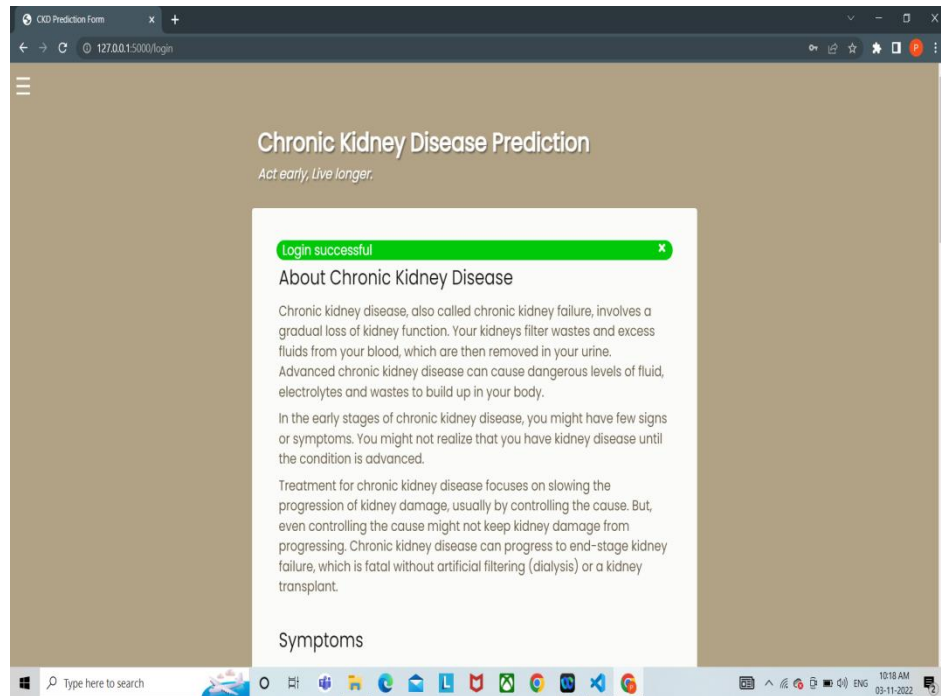 CKD Prediction Form
127.0.0.1:5000/login
P
Chronic Kidney Disease Prediction
Act early, Live longer.
Login successful
About Chronic Kidney Disease
Chronic kidney disease, also called chronic kidney failure, involves a
gradual loss of kidney function. Your kidneys filter wastes and excess
fluids from your blood, which are then removed in your urine.
Advanced chronic kidney disease can cause dangerous levels of fluid,
electrolytes and wastes to build up in your body.
In the early stages of chronic kidney disease, you might have few signs
or symptoms. You might not realize that you have kidney disease until
the condition is advanced.
Treatment for chronic kidney disease focuses on slowing the
progression of kidney damage, usually by controlling the cause. But,
even controlling the cause might not keep kidney damage from
progressing. Chronic kidney disease can progress to end-stage kidney
failure, which is fatal without artificial filtering (dialysis) or a kidney
transplant.
Symptoms
Type here to search
L
ENG
10:18 AM
03-11-2022